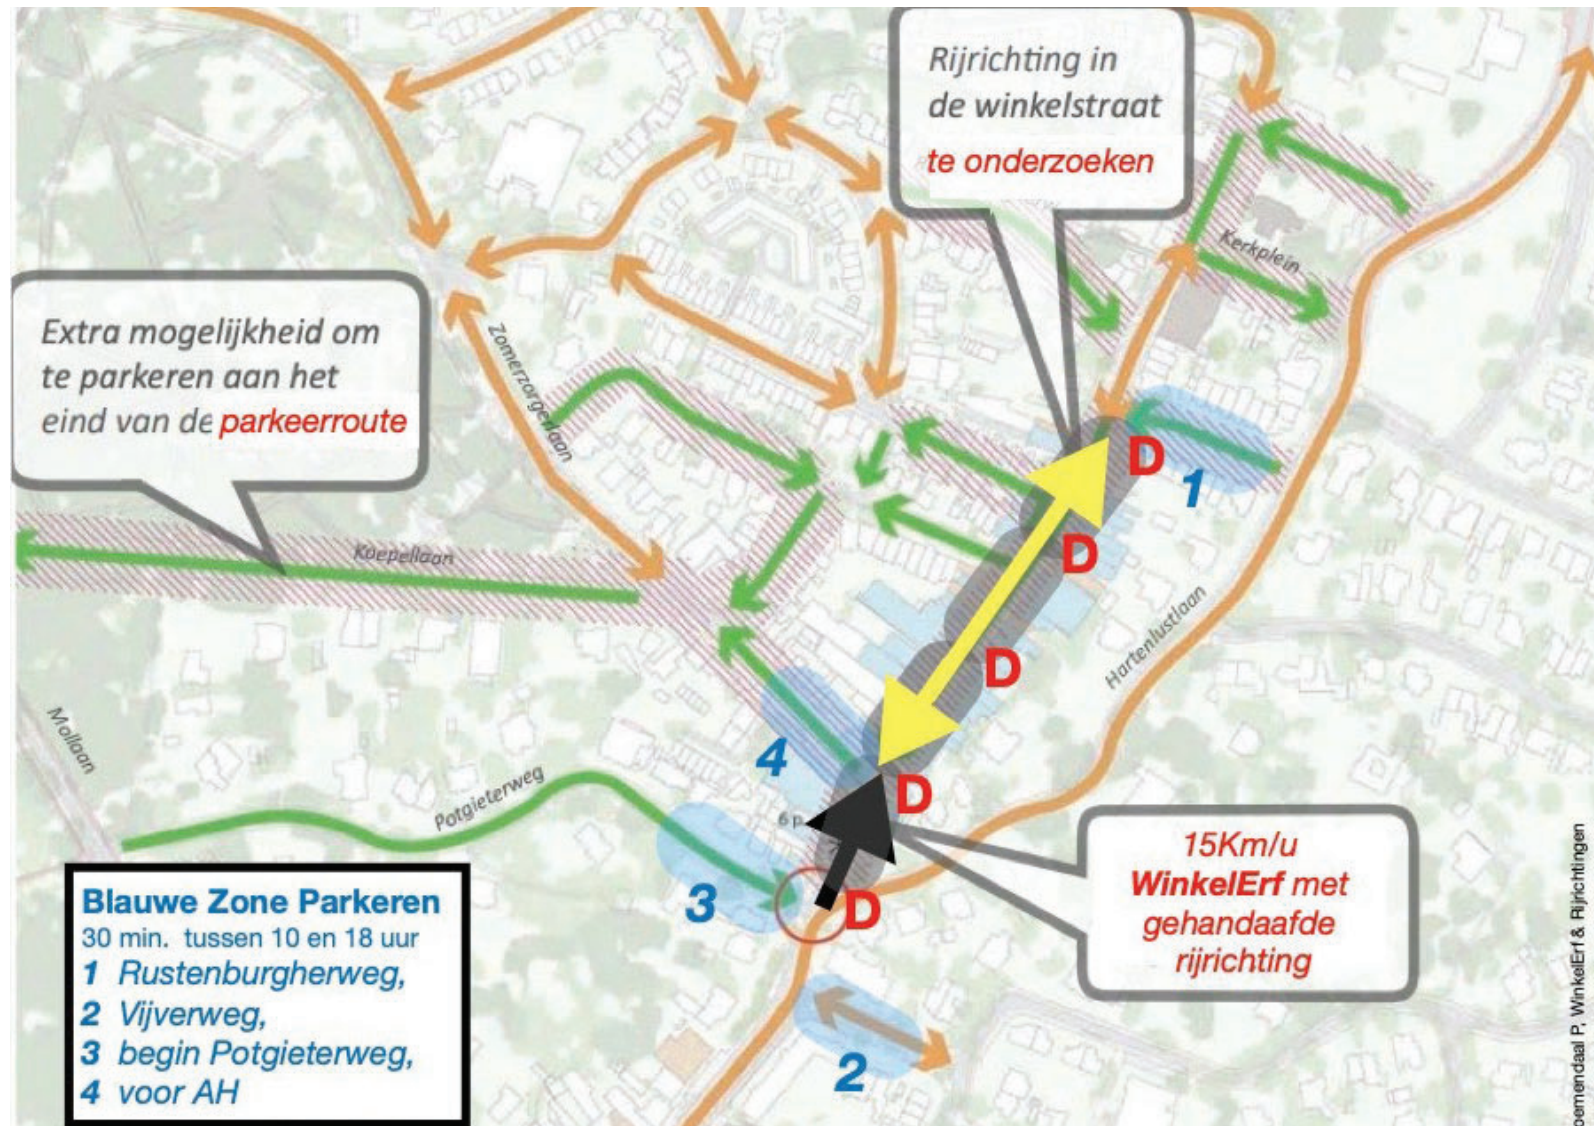 Rijrichting in
de winkelstraat
te onderzoeken
Kerkplein
Extra mogelijkheid om
te parkeren aan het
eind van de parkeerroute
Zomerzorgerlaan
D
1
Koepellaan
D
Hartenlustlaan
D
Mollaan
4
D
Potgieterweg
6 p
15Km/u
WinkelErf met
gehandaafde
rijrichting
3
D
Blauwe Zone Parkeren
30 min. tussen 10 en 18 uur
1 Rustenburgherweg,
2 Vijverweg,
3 begin Potgieterweg,
4 voor AH
2
oemendaal P, WinkelErf & Rijrichtingen